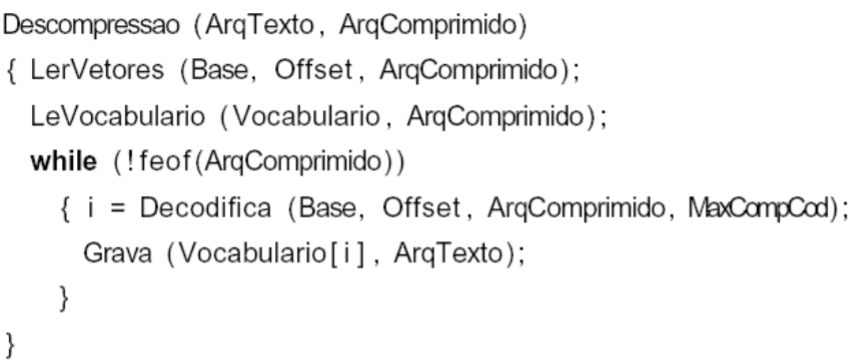 Descompressao (ArqTexto, ArqComprimido)
{ LerVetores (Base, Offset, ArqComprimido);
LeVocabulario (Vocabulario, ArqComprimido);
while (!feof(ArqComprimido))
{ i = Decodifica (Base, Offset, ArqComprimido, MaxCompCod);
Grava (Vocabulario[i], ArqTexto);
}
}